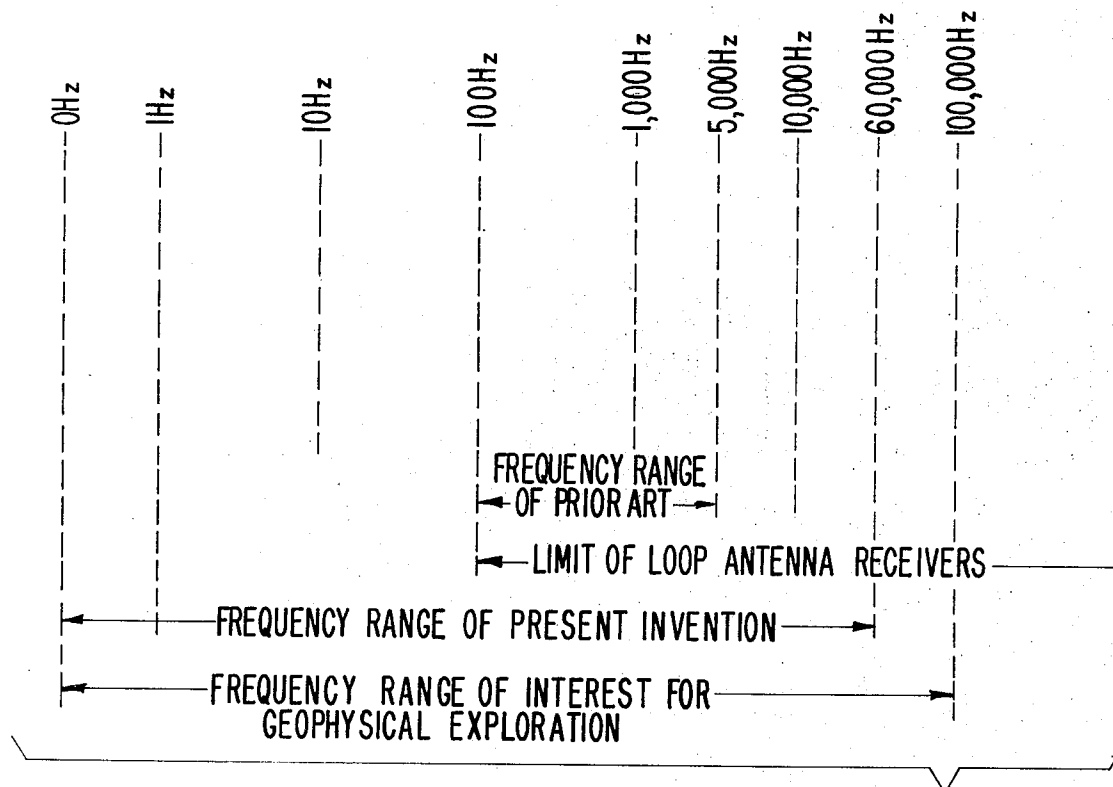 0Hz
1Hz
10Hz
100Hz
1,000Hz
5,000Hz
10,000Hz
60,000Hz
100,000Hz
FREQUENCY RANGE
OF PRIOR ART
LIMIT OF LOOP ANTENNA RECEIVERS
FREQUENCY RANGE OF PRESENT INVENTION
FREQUENCY RANGE OF INTEREST FOR
GEOPHYSICAL EXPLORATION